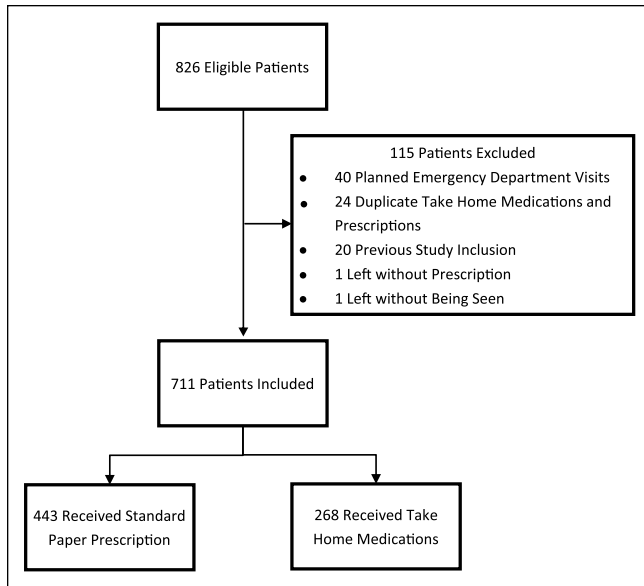 826 Eligible Patients
115 Patients Excluded
● 40 Planned Emergency Department Visits
● 24 Duplicate Take Home Medications and
Prescriptions
● 20 Previous Study Inclusion
● 1 Left without Prescription
● 1 Left without Being Seen
711 Patients Included
443 Received Standard
Paper Prescription
268 Received Take
Home Medications